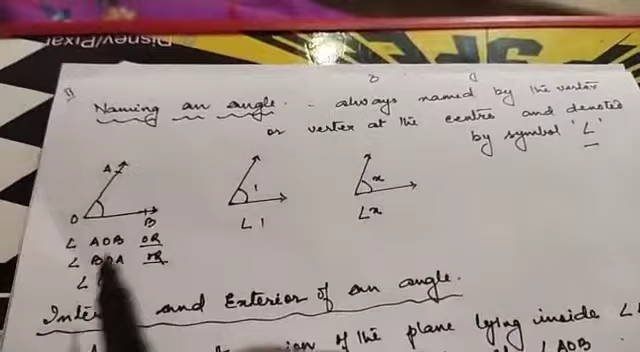 Disney/Pixar
Naming an angle. - always named by the vertex
or vertex at the centre and denoted
by symbol '∠'
A
O
B
1
x
∠ AOB OR
∠ BOA OR
∠
∠1
∠x
and Exterior of an angle.
of the plane lying inside ∠
∠AOB